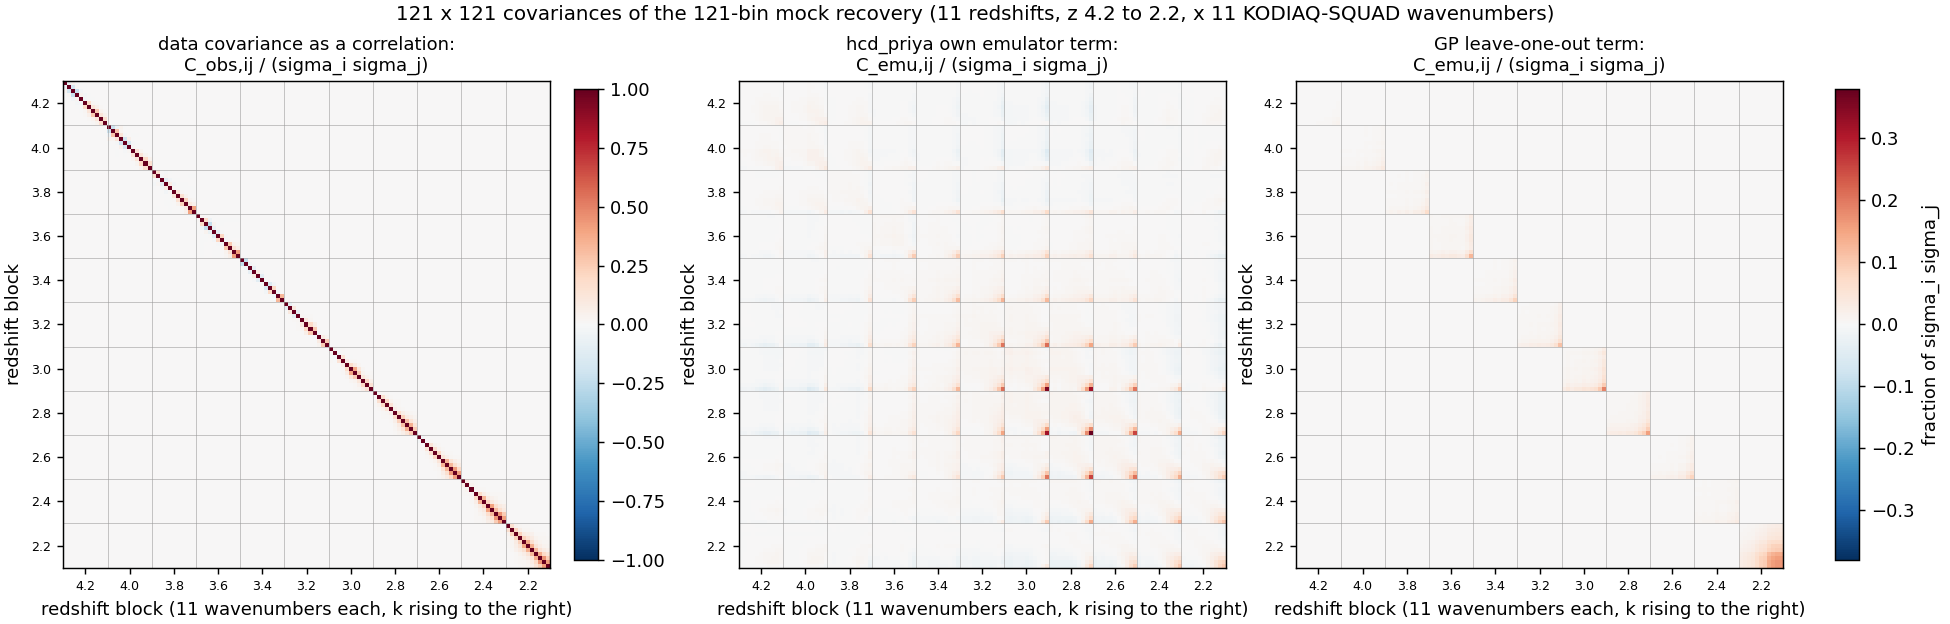 121 x 121 covariances of the 121-bin mock recovery (11 redshifts, z 4.2 to 2.2, x 11 KODIAQ-SQUAD wavenumbers)
data covariance as a correlation:
C_obs,ij / (sigma_i sigma_j)
redshift block
4.2
4.0
3.8
3.6
3.4
3.2
3.0
2.8
2.6
2.4
2.2
4.2 4.0 3.8 3.6 3.4 3.2 3.0 2.8 2.6 2.4 2.2
redshift block (11 wavenumbers each, k rising to the right)
1.00
0.75
0.50
0.25
0.00
−0.25
−0.50
−0.75
−1.00
hcd_priya own emulator term:
C_emu,ij / (sigma_i sigma_j)
redshift block
4.2
4.0
3.8
3.6
3.4
3.2
3.0
2.8
2.6
2.4
2.2
4.2 4.0 3.8 3.6 3.4 3.2 3.0 2.8 2.6 2.4 2.2
redshift block (11 wavenumbers each, k rising to the right)
GP leave-one-out term:
C_emu,ij / (sigma_i sigma_j)
redshift block
4.2
4.0
3.8
3.6
3.4
3.2
3.0
2.8
2.6
2.4
2.2
4.2 4.0 3.8 3.6 3.4 3.2 3.0 2.8 2.6 2.4 2.2
redshift block (11 wavenumbers each, k rising to the right)
0.3
0.2
0.1
0.0
−0.1
−0.2
−0.3
fraction of sigma_i sigma_j